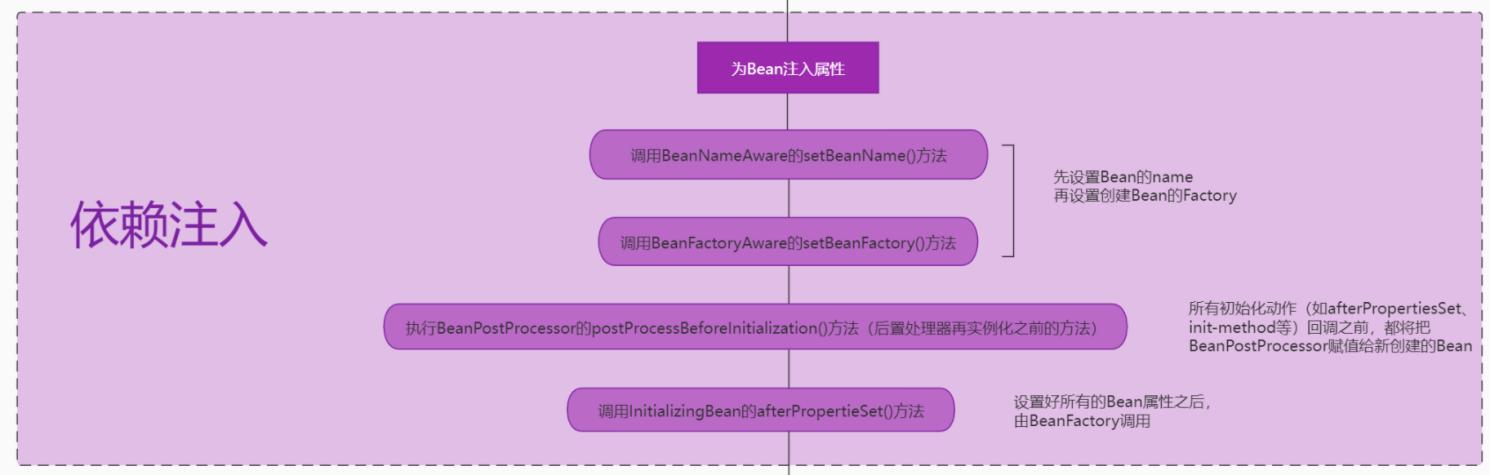 为Bean注入属性
调用BeanNameAware的setBeanName()方法
先设置Bean的name
再设置创建Bean的Factory
依赖注入
调用BeanFactoryAware的setBeanFactory()方法
执行BeanPostProcessor的postProcessBeforeInitialization()方法（后置处理器再实例化之前的方法）
所有初始化动作（如afterPropertiesSet、
init-method等）回调之前，都将把
BeanPostProcessor赋值给新创建的Bean
调用InitializingBean的afterPropertieSet()方法
设置好所有的Bean属性之后，
由BeanFactory调用